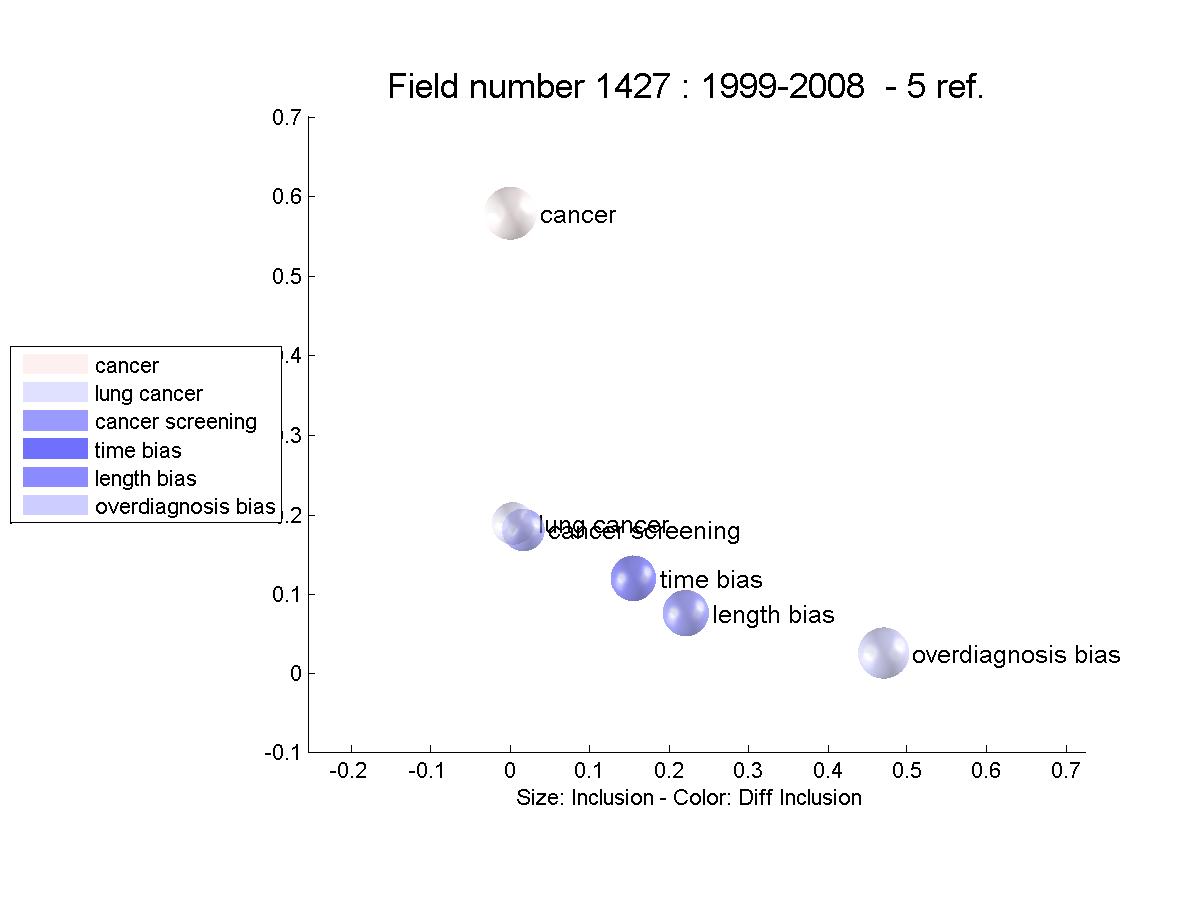 Field number 1427 : 1999-2008  - 5 ref.
0.7
0.6
0.5
.4
.3
.2
0.1
0
-0.1
cancer
lung cancer
cancer screening
time bias
length bias
overdiagnosis bias
cancer
lung cancer
cancer screening
time bias
length bias
overdiagnosis bias
-0.2 -0.1 0 0.1 0.2 0.3 0.4 0.5 0.6 0.7
Size: Inclusion - Color: Diff Inclusion